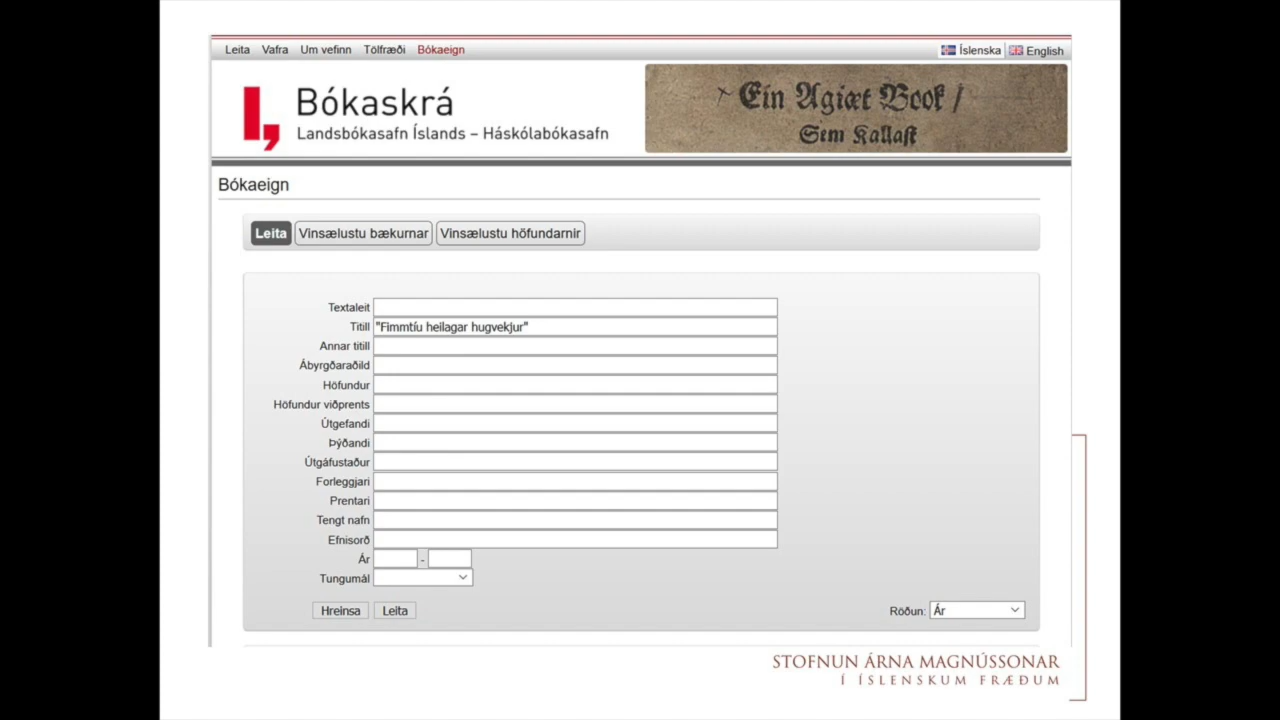 Leita Vafra Um vefinn Tölfræði Bókaeign Íslenska English
Bókaskrá
Landsbókasafn Íslands – Háskólabókasafn
Ein Agiæt Book /
Sem Kallast
Bókaeign
Leita Vinsælustu bækurnar Vinsælustu höfundarnir
Textaleit
Titill "Fimmtíu heilagar hugvekjur"
Annar titill
Ábyrgðaraðild
Höfundur
Höfundur viðprents
Útgefandi
Þýðandi
Útgáfustaður
Forleggjari
Prentari
Tengt nafn
Efnisorð
Ár -
Tungumál
Hreinsa Leita Röðun: Ár
STOFNUN ÁRNA MAGNÚSSONAR
Í ÍSLENSKUM FRÆÐUM